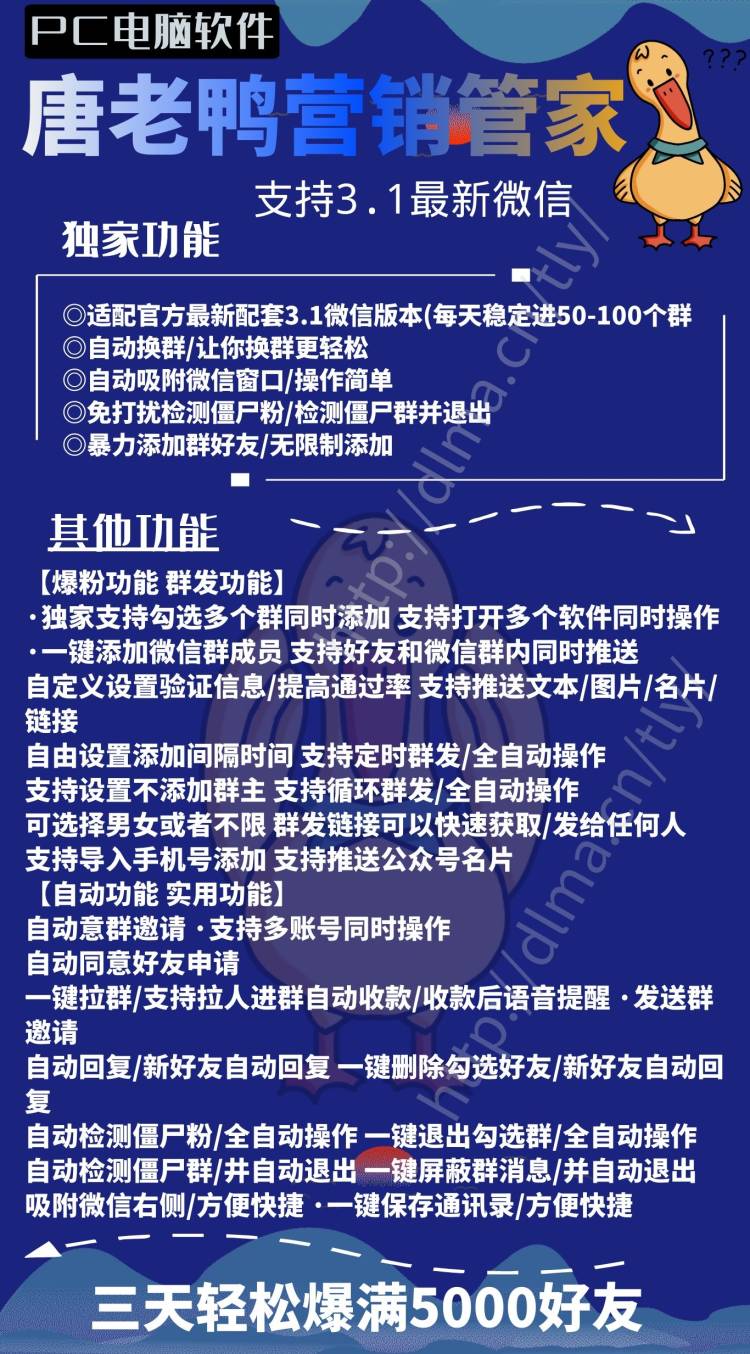 PC电脑软件
???
唐老鸭营销管家
支持3.1最新微信
独家功能
◎适配官方最新配套3.1微信版本(每天稳定进50-100个群
◎自动换群/让你换群更轻松
◎自动吸附微信窗口/操作简单
◎免打扰检测僵尸粉/检测僵尸群并退出
◎暴力添加群好友/无限制添加
其他功能
【爆粉功能 群发功能】
·独家支持勾选多个群同时添加 支持打开多个软件同时操作
·一键添加微信群成员 支持好友和微信群内同时推送
自定义设置验证信息/提高通过率 支持推送文本/图片/名片/
链接
自由设置添加间隔时间 支持定时群发/全自动操作
支持设置不添加群主 支持循环群发/全自动操作
可选择男女或者不限 群发链接可以快速获取/发给任何人
支持导入手机号添加 支持推送公众号名片
【自动功能 实用功能】
自动意群邀请 ·支持多账号同时操作
自动同意好友申请
一键拉群/支持拉人进群自动收款/收款后语音提醒 ·发送群
邀请
自动回复/新好友自动回复 一键删除勾选好友/新好友自动回
复
自动检测僵尸粉/全自动操作 一键退出勾选群/全自动操作
自动检测僵尸群/井自动退出 一键屏蔽群消息/并自动退出
吸附微信右侧/方便快捷 ·一键保存通讯录/方便快捷
三天轻松爆满5000好友
http://dlma.cn/tly/
http://dlma.cn/tly/